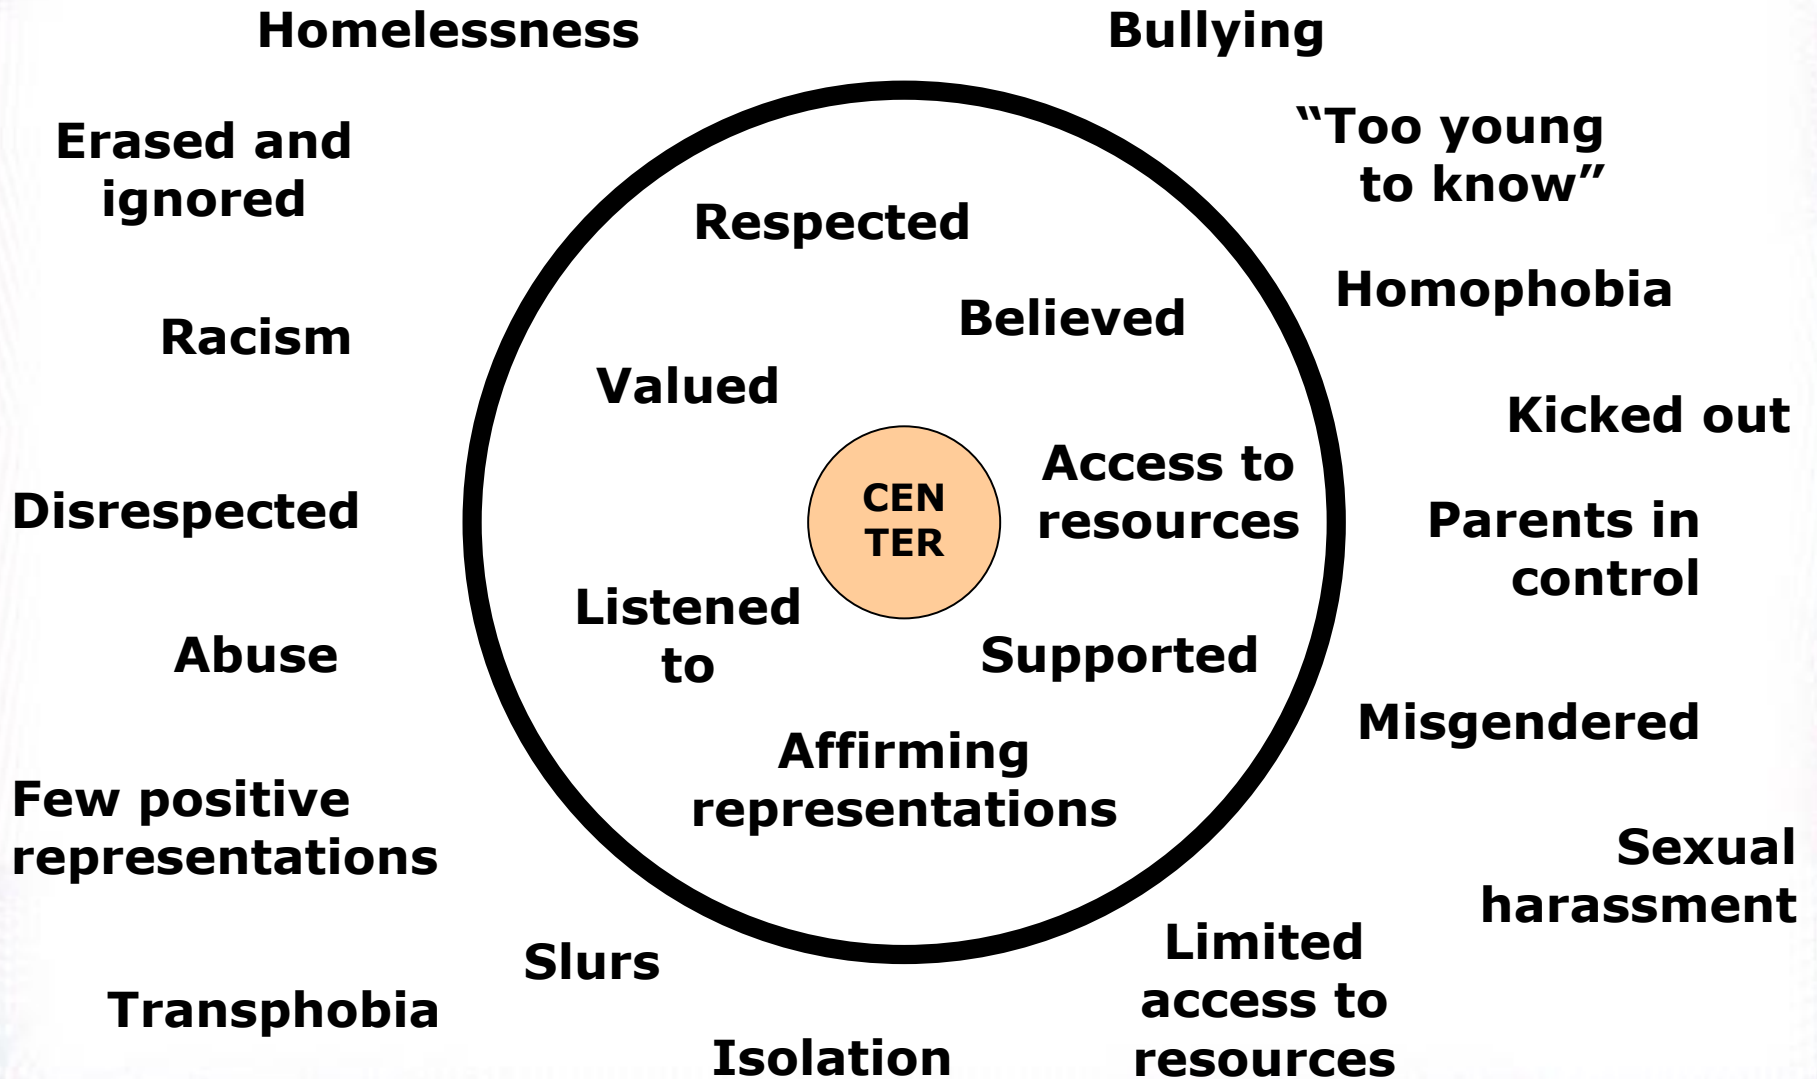 Homelessness
Bullying
Erased and
ignored
“Too young
to know”
Respected
Homophobia
Believed
Racism
Valued
Kicked out
Access to
resources
CEN
TER
Disrespected
Parents in
control
Listened
to
Abuse
Supported
Misgendered
Affirming
representations
Few positive
representations
Sexual
harassment
Slurs
Limited
access to
resources
Transphobia
Isolation